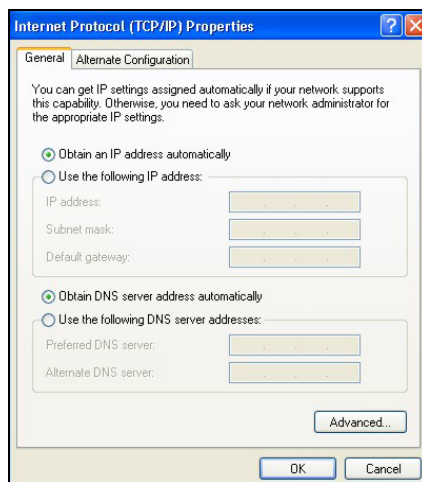 Internet Protocol (TCP/IP) Properties
General
Alternate Configuration
You can get IP settings assigned automatically if your network supports
this capability. Otherwise, you need to ask your network administrator for
the appropriate IP settings.
Obtain an IP address automatically
Use the following IP address:
IP address:
Subnet mask:
Default gateway:
Obtain DNS server address automatically
Use the following DNS server addresses:
Preferred DNS server:
Alternate DNS server:
Advanced...
OK
Cancel